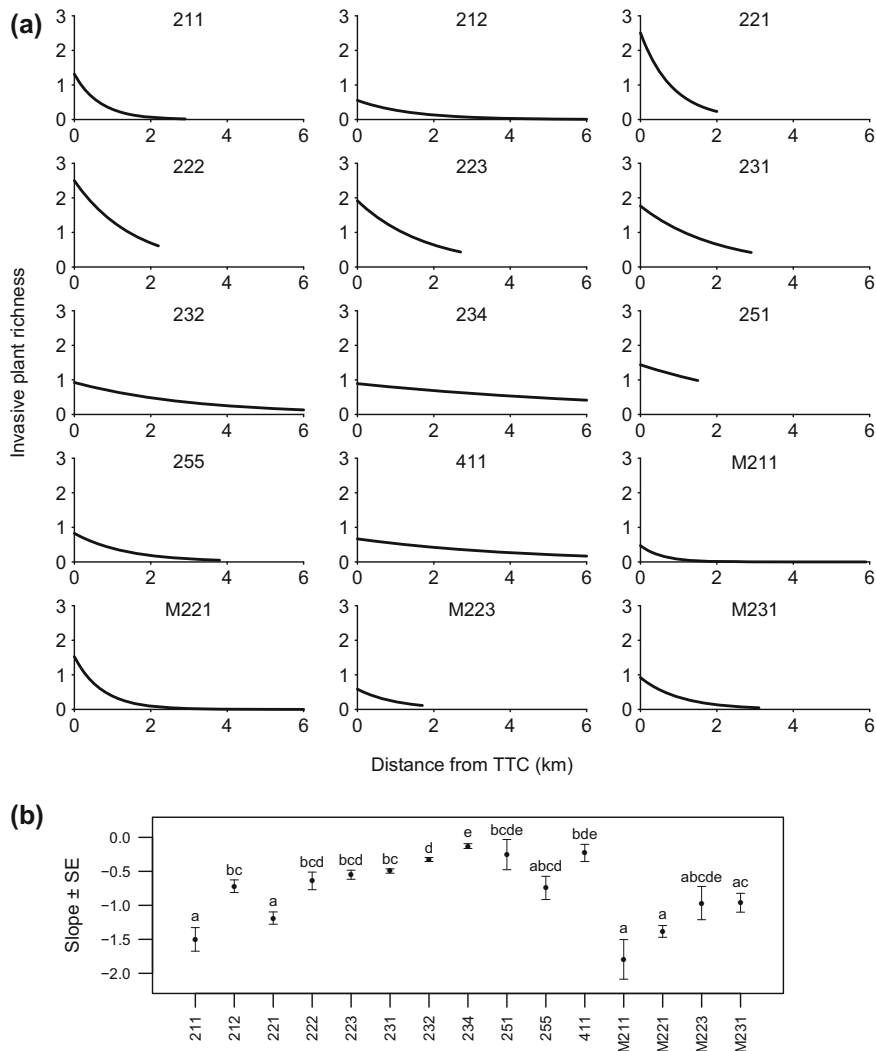 (a)
Invasive plant richness
211
212
221
3
2
1
0
0 2 4 6
3
2
1
0
0 2 4 6
3
2
1
0
0 2 4 6
222
223
231
3
2
1
0
0 2 4 6
3
2
1
0
0 2 4 6
3
2
1
0
0 2 4 6
232
234
251
3
2
1
0
0 2 4 6
3
2
1
0
0 2 4 6
3
2
1
0
0 2 4 6
255
411
M211
3
2
1
0
0 2 4 6
3
2
1
0
0 2 4 6
3
2
1
0
0 2 4 6
M221
M223
M231
3
2
1
0
0 2 4 6
3
2
1
0
0 2 4 6
3
2
1
0
0 2 4 6
Distance from TTC (km)
(b)
Slope ± SE
0.0
−0.5
−1.0
−1.5
−2.0
a bc a bcd bcd bc d e bcde abcd bde a a abcde ac
211 212 221 222 223 231 232 234 251 255 411 M211 M221 M223 M231